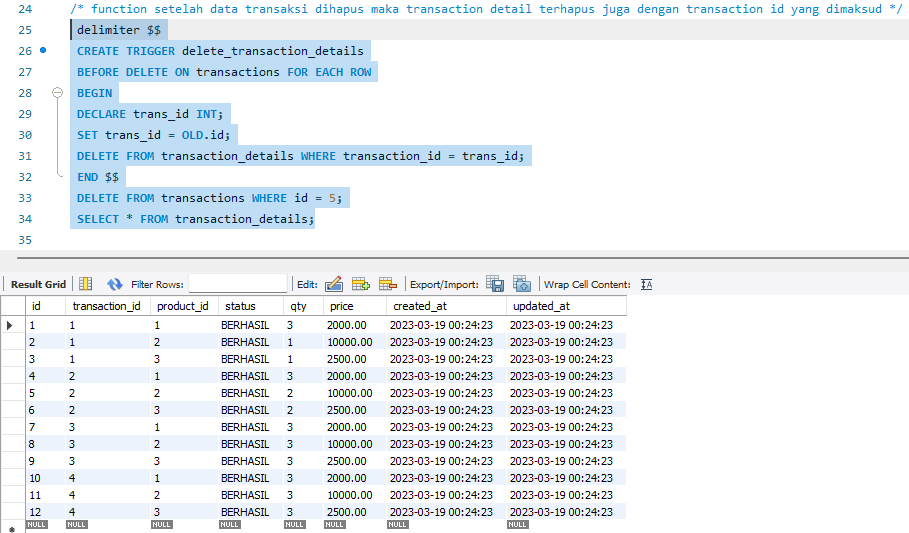 24 /* function setelah data transaksi dihapus maka transaction detail terhapus juga dengan transaction id yang dimaksud */
25 delimiter $$
26 CREATE TRIGGER delete_transaction_details
27 BEFORE DELETE ON transactions FOR EACH ROW
28 BEGIN
29 DECLARE trans_id INT;
30 SET trans_id = OLD.id;
31 DELETE FROM transaction_details WHERE transaction_id = trans_id;
32 END $$
33 DELETE FROM transactions WHERE id = 5;
34 SELECT * FROM transaction_details;
35
Result Grid Filter Rows: Edit: Export/Import: Wrap Cell Content:
id transaction_id product_id status qty price created_at updated_at
1 1 1 BERHASIL 3 2000.00 2023-03-19 00:24:23 2023-03-19 00:24:23
2 1 2 BERHASIL 1 10000.00 2023-03-19 00:24:23 2023-03-19 00:24:23
3 1 3 BERHASIL 1 2500.00 2023-03-19 00:24:23 2023-03-19 00:24:23
4 2 1 BERHASIL 3 2000.00 2023-03-19 00:24:23 2023-03-19 00:24:23
5 2 2 BERHASIL 2 10000.00 2023-03-19 00:24:23 2023-03-19 00:24:23
6 2 3 BERHASIL 2 2500.00 2023-03-19 00:24:23 2023-03-19 00:24:23
7 3 1 BERHASIL 3 2000.00 2023-03-19 00:24:23 2023-03-19 00:24:23
8 3 2 BERHASIL 3 10000.00 2023-03-19 00:24:23 2023-03-19 00:24:23
9 3 3 BERHASIL 3 2500.00 2023-03-19 00:24:23 2023-03-19 00:24:23
10 4 1 BERHASIL 3 2000.00 2023-03-19 00:24:23 2023-03-19 00:24:23
11 4 2 BERHASIL 3 10000.00 2023-03-19 00:24:23 2023-03-19 00:24:23
12 4 3 BERHASIL 3 2500.00 2023-03-19 00:24:23 2023-03-19 00:24:23
NULL NULL NULL NULL NULL NULL NULL NULL